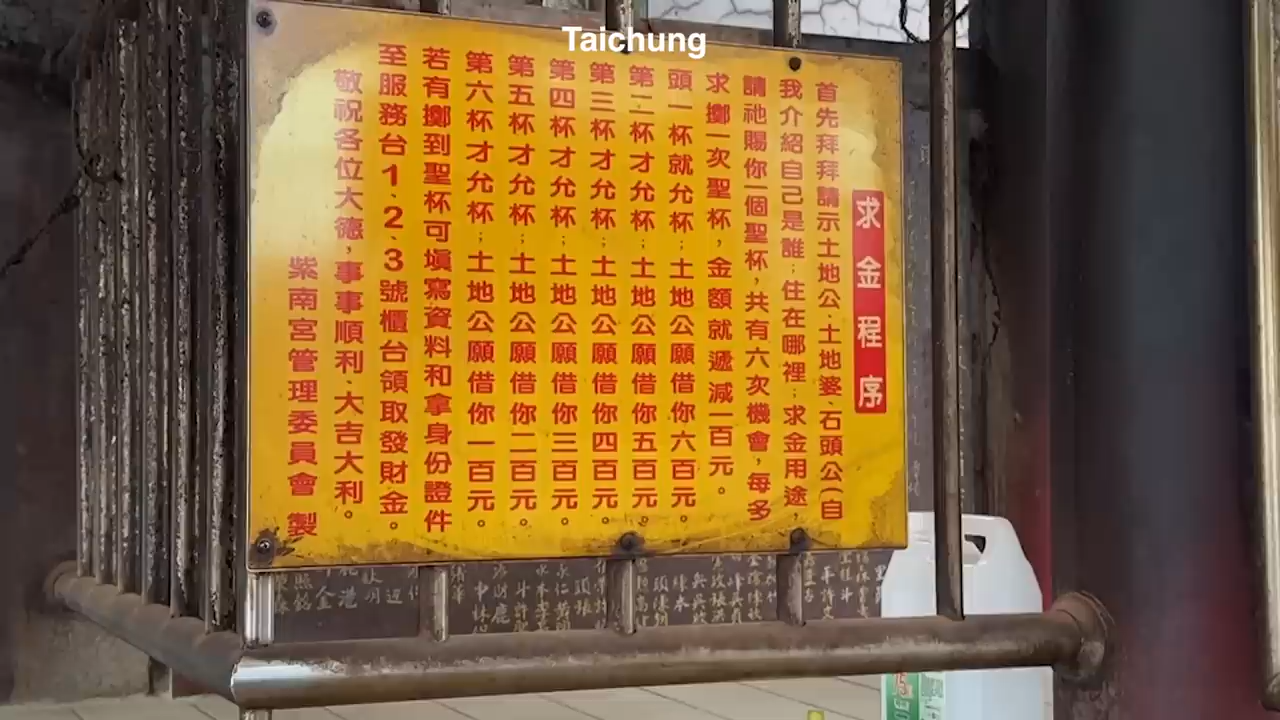 Taichung
求金程序
首先拜拜請示土地公、土地婆、石頭公(自
我介紹自己是誰；住在哪裡；求金用途，
請祂賜你一個聖杯，共有六次機會，每多
求擲一次聖杯，金額就遞減一百元。
頭一杯就允杯；土地公願借你六百元。
第二杯才允杯；土地公願借你五百元。
第三杯才允杯；土地公願借你四百元。
第四杯才允杯；土地公願借你三百元。
第五杯才允杯；土地公願借你二百元。
第六杯才允杯；土地公願借你一百元。
若有擲到聖杯可填寫資料和拿身份證件
至服務台1、2、3號櫃台領取發財金。
敬祝各位大德，事事順利、大吉大利。
紫南宮管理委員會 製